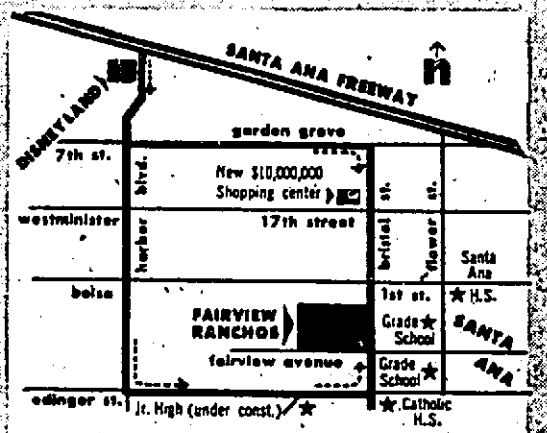 SANTA ANA FREEWAY
n
DISNEYLAND
garden grove
7th st.
harbor blvd.
New $10,000,000
Shopping center
bristol st.
flower st.
westminister
17th street
Santa
Ana
H.S.
bolsa
1st st.
FAIRVIEW
RANCHOS
Grade
School
SANTA
ANA
fairview avenue
Grade
School
edinger st.
Jr. High (under const.)
Catholic
H.S.